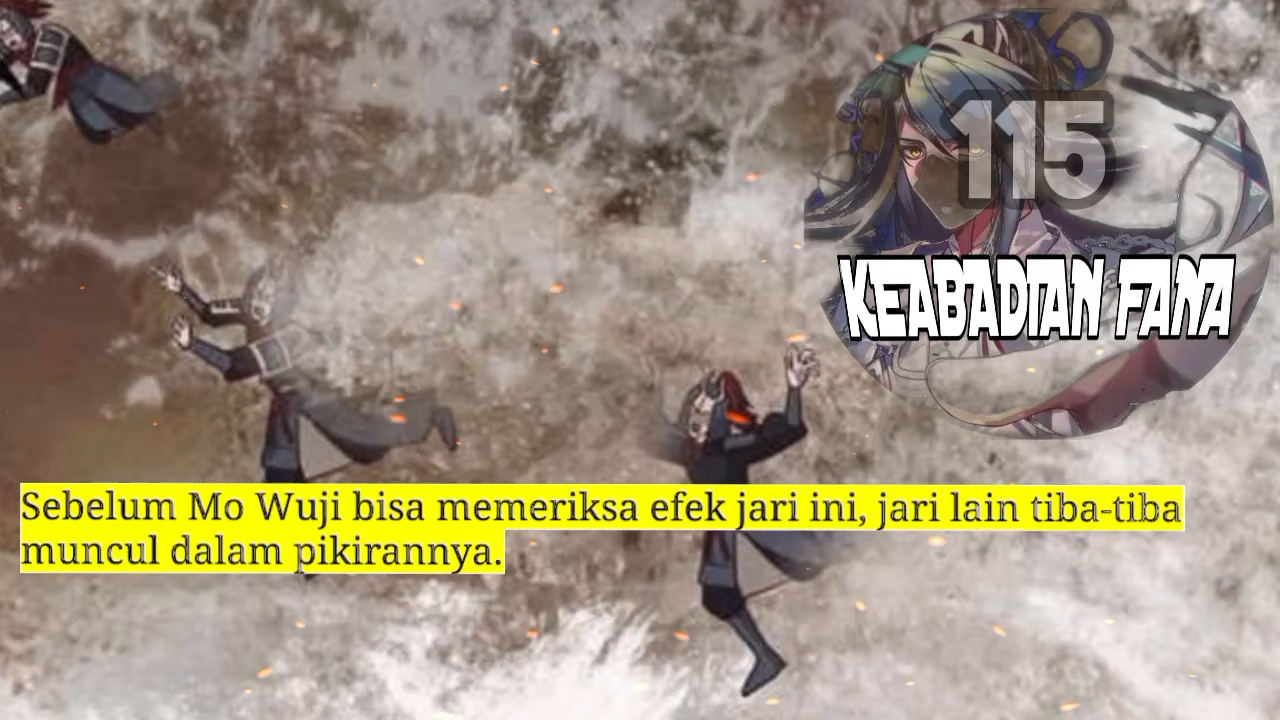 115
KEABADIAN FANA
Sebelum Mo Wuji bisa memeriksa efek jari ini, jari lain tiba-tiba
muncul dalam pikirannya.